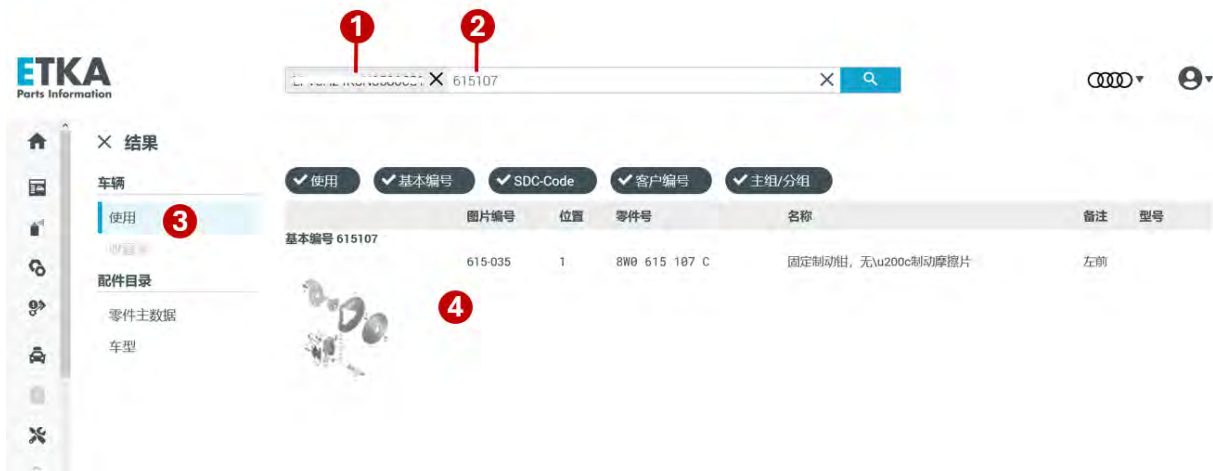 1 2
ETKA
Parts Information
615107
× 结果
车辆
使用 3
配件目录
零件主数据
车型
使用 基本编号 SDC-Code 客户编号 主组/分组
图片编号 位置 零件号 名称 备注 型号
基本编号 615107
615-035 1 8W0 615 107 C 固定制动钳，无\u200c制动摩擦片 左前
4